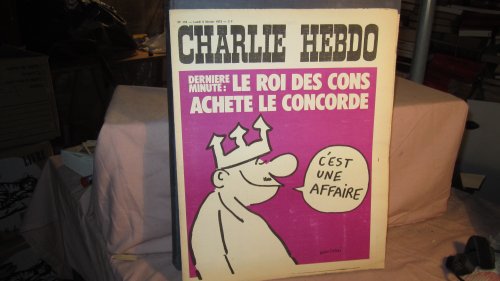 CHARLIE HEBDO
DERNIERE
MINUTE: LE ROI DES CONS
ACHETE LE CONCORDE
C'EST
UNE
AFFAIRE